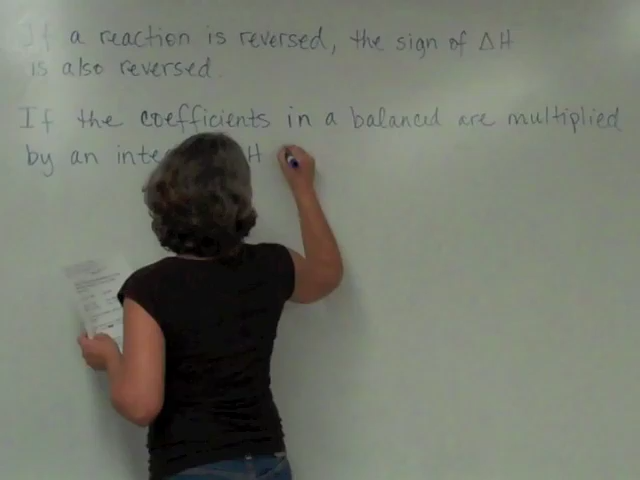 If a reaction is reversed, the sign of ΔH
is also reversed.
If the coefficients in a balanced are multiplied
by an H